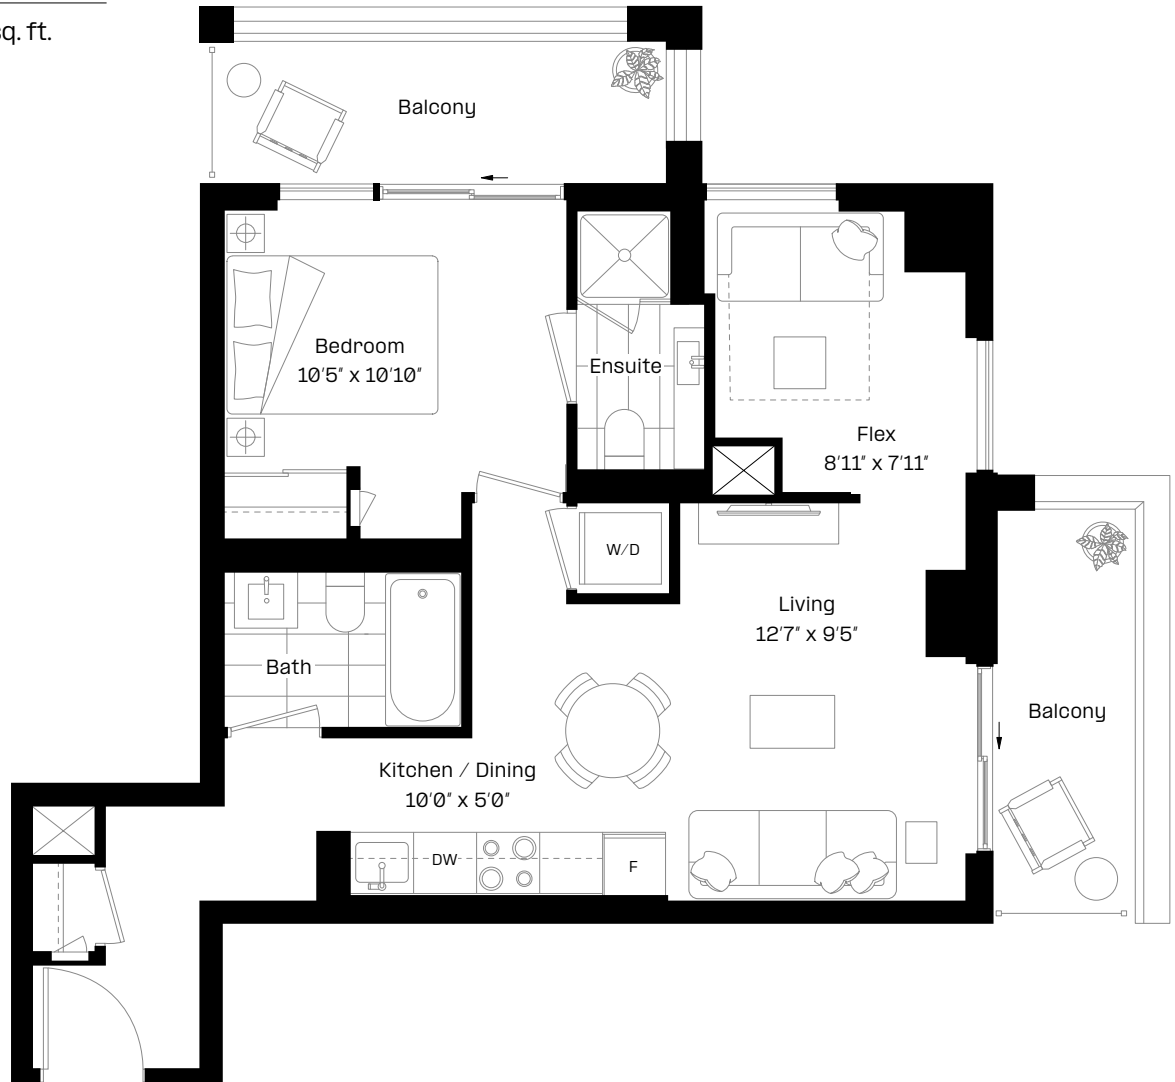 sq. ft.
Balcony
Bedroom
10'5" x 10'10"
Ensuite
Flex
8'11" x 7'11"
W/D
Living
12'7" x 9'5"
Bath
Balcony
Kitchen / Dining
10'0" x 5'0"
DW
F